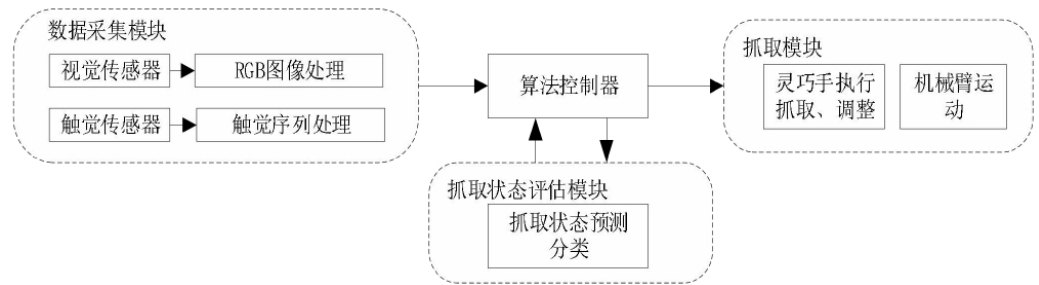 数据采集模块
视觉传感器
RGB图像处理
触觉传感器
触觉序列处理
算法控制器
抓取模块
灵巧手执行
抓取、调整
机械臂运
动
抓取状态评估模块
抓取状态预测
分类